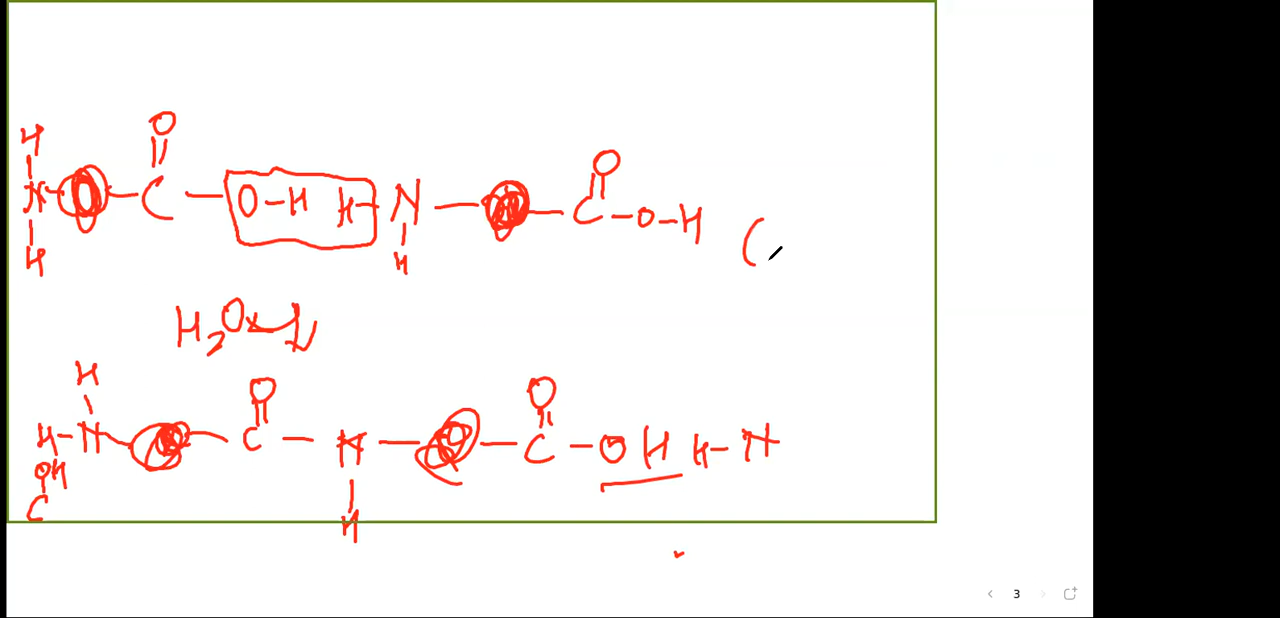 H O O
N C O-H H-N C-O-H (
H H
H₂O
H O O
H-N C N C-OH H-N
OH
C H
3